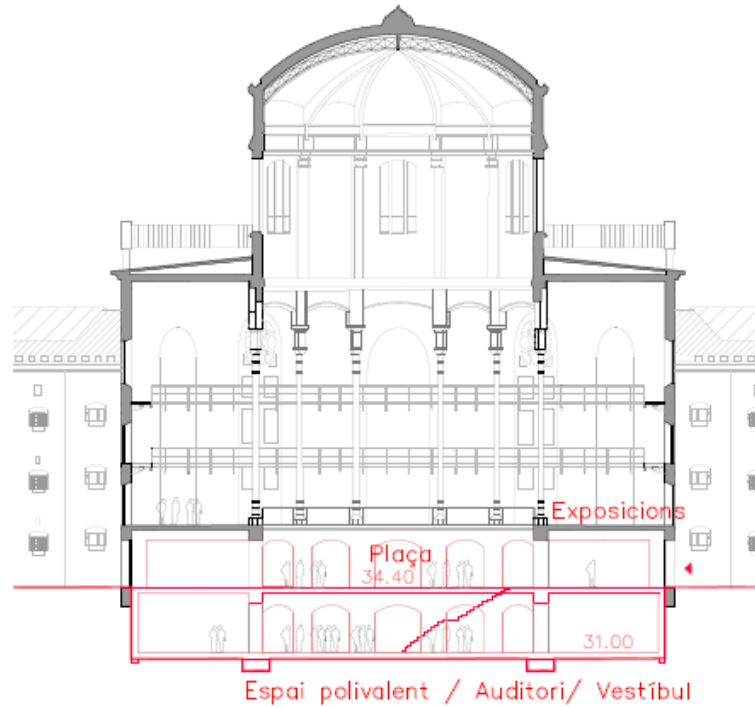 Exposicions
Plaça
34.40
31.00
Espai polivalent / Auditori/ Vestíbul